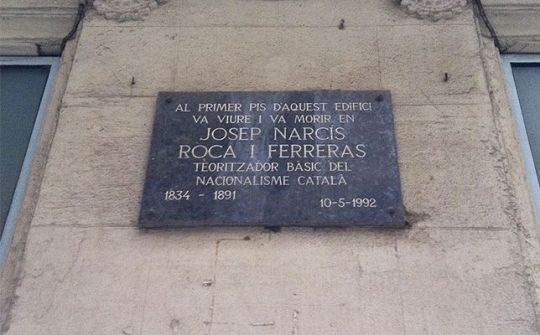 AL PRIMER PIS DAQUEST EDIFICI
VA VIURE I VA MORIR EN
JOSEP NARCÍS
ROCA I FERRERAS
TEORITZADOR BÀSIC DEL
NACIONALISME CATALÀ
1834 - 1891
10-5-1992